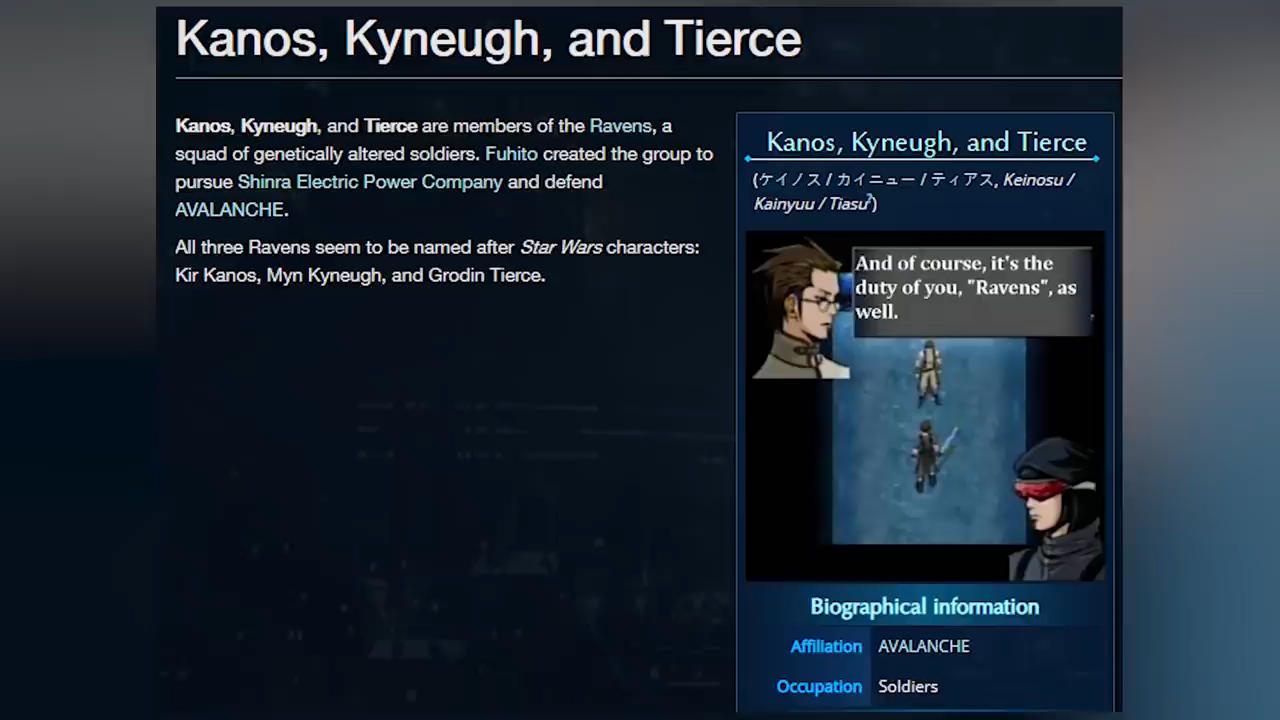 Kanos, Kyneugh, and Tierce
Kanos, Kyneugh, and Tierce are members of the Ravens, a
squad of genetically altered soldiers. Fuhito created the group to
pursue Shinra Electric Power Company and defend
AVALANCHE.
All three Ravens seem to be named after Star Wars characters:
Kir Kanos, Myn Kyneugh, and Grodin Tierce.
Kanos, Kyneugh, and Tierce
(ケイノス / カイニュー / ティアス, Keinosu /
Kainyuu / Tiasu?)
And of course, it's the
duty of you, "Ravens", as
well.
Biographical information
Affiliation AVALANCHE
Occupation Soldiers